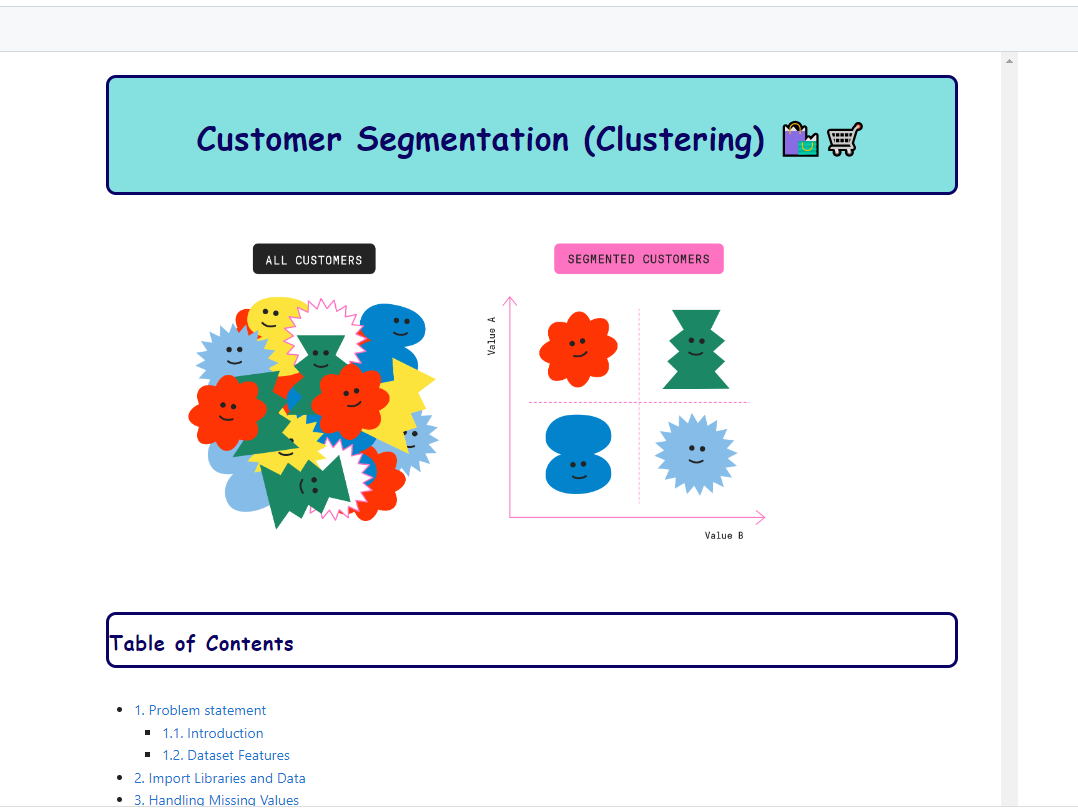 Customer Segmentation (Clustering) 🛍️🛒
ALL CUSTOMERS
SEGMENTED CUSTOMERS
Value A
Value B
Table of Contents
1. Problem statement
1.1. Introduction
1.2. Dataset Features
2. Import Libraries and Data
3. Handling Missing Values